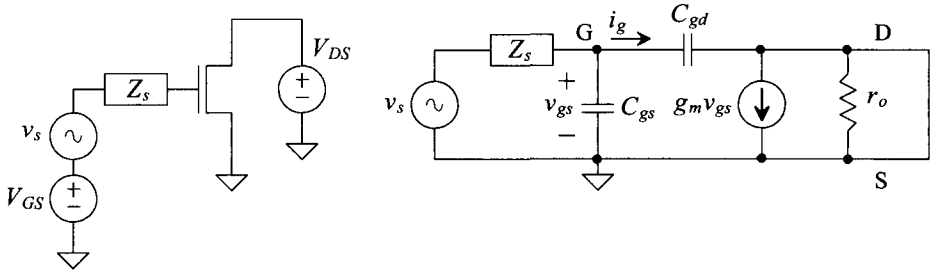 V_DS
Z_s
v_s
V_GS
Z_s
G
i_g
C_gd
D
v_s
+
v_gs
−
C_gs
g_m v_gs
r_o
S